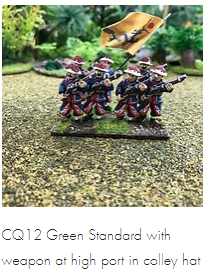 CQ12 Green Standard with
weapon at high port in colley hat